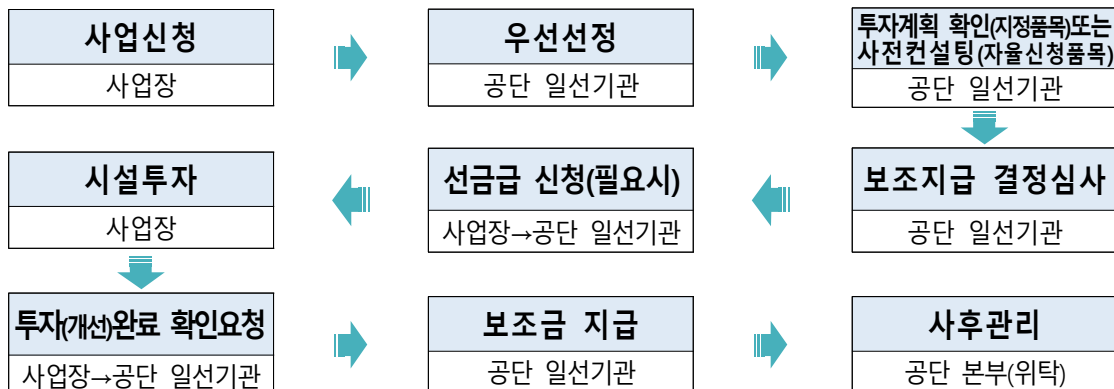 사업신청
사업장
우선선정
공단 일선기관
투자계획 확인(지정품목)또는
사전컨설팅(자율신청품목)
공단 일선기관
보조지급 결정심사
공단 일선기관
선금급 신청(필요시)
사업장→공단 일선기관
시설투자
사업장
투자(개선)완료 확인요청
사업장→공단 일선기관
보조금 지급
공단 일선기관
사후관리
공단 본부(위탁)